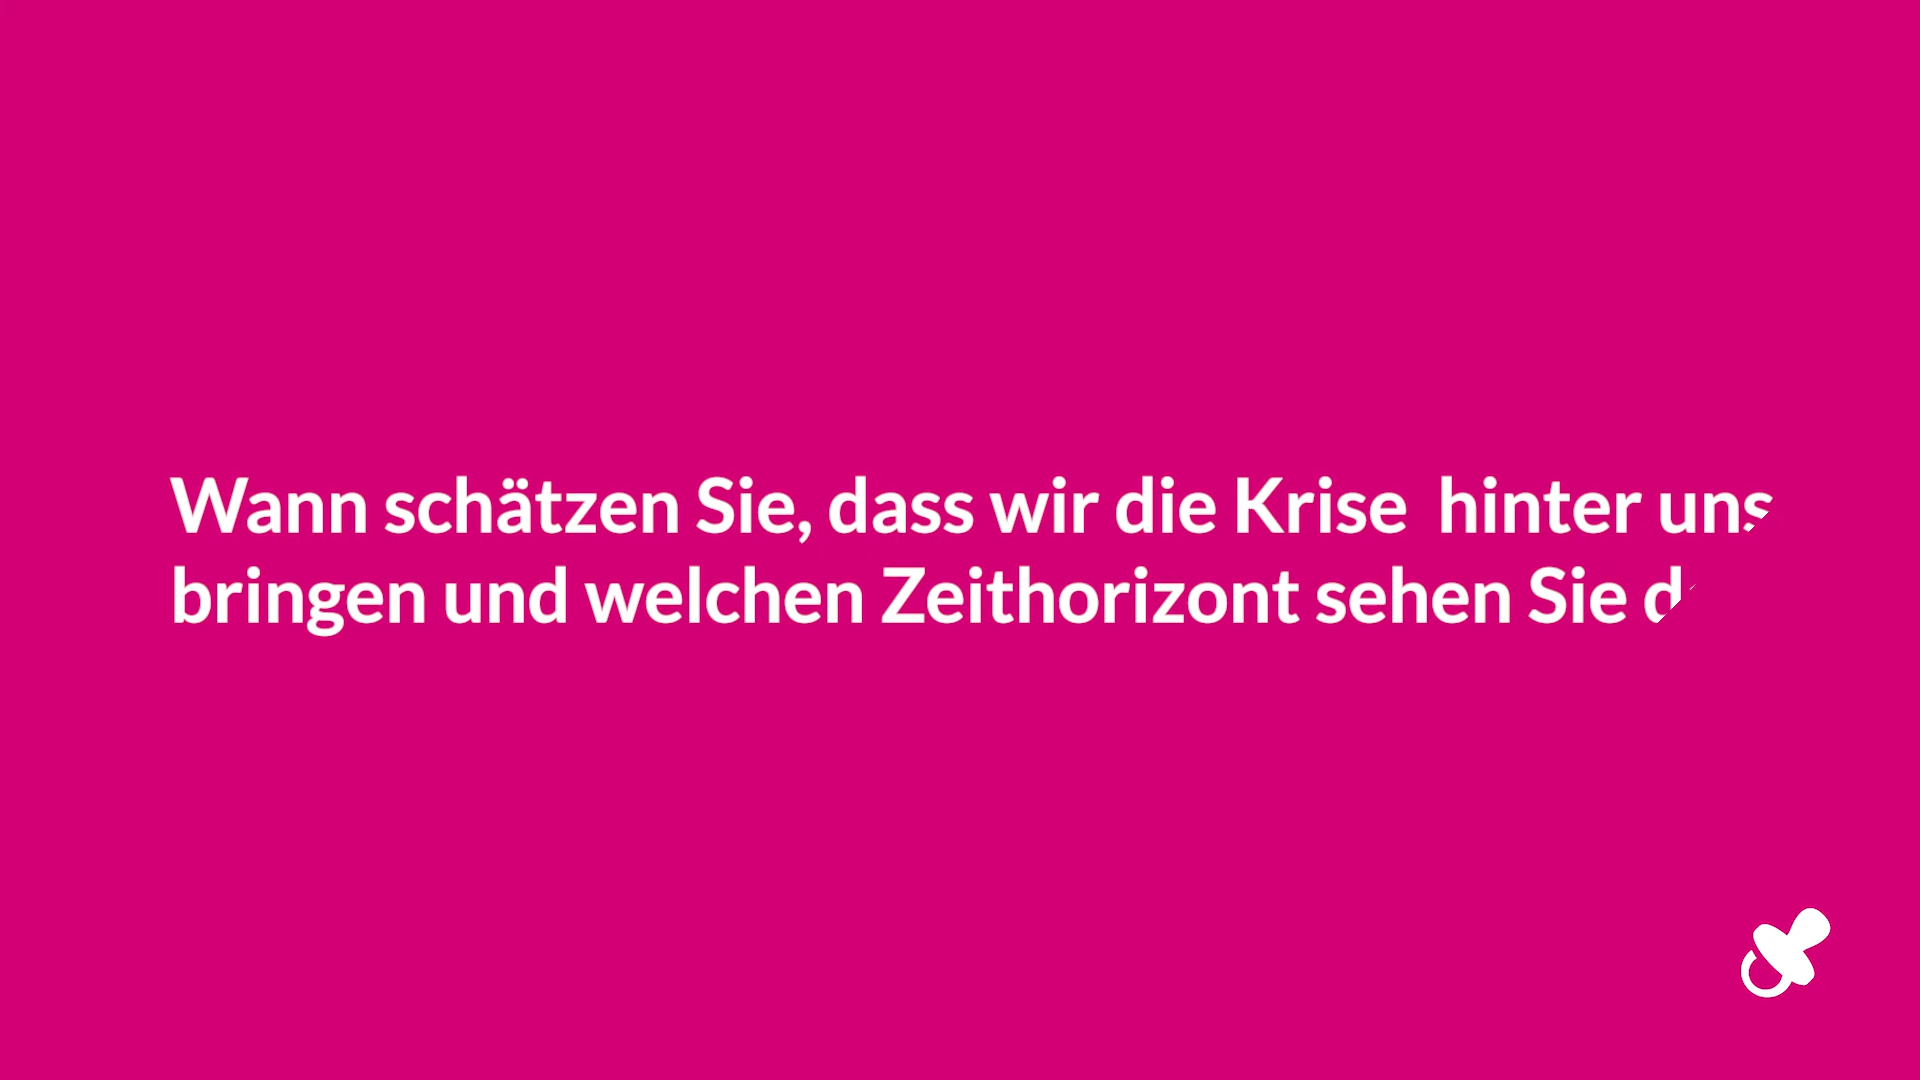 Wann schätzen Sie, dass wir die Krise  hinter uns
bringen und welchen Zeithorizont sehen Sie